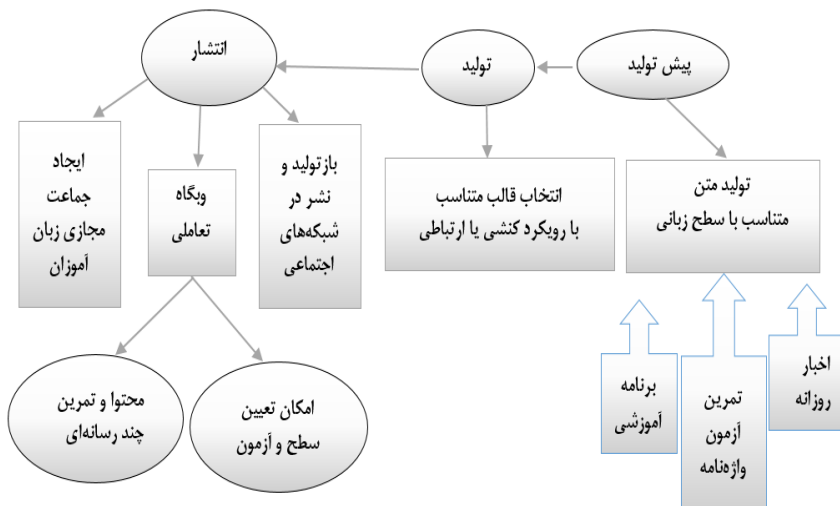 پیش تولید
تولید
انتشار
تولید متن
متناسب با سطح زبانی
انتخاب قالب متناسب
با رویکرد کنشی یا ارتباطی
بازتولید و
نشر در
شبکه‌های
اجتماعی
وبگاه
تعاملی
ایجاد
جماعت
مجازی زبان
آموزان
اخبار
روزانه
تمرین
آزمون
واژه‌نامه
برنامه
آموزشی
امکان تعیین
سطح و آزمون
محتوا و تمرین
چند رسانه‌ای